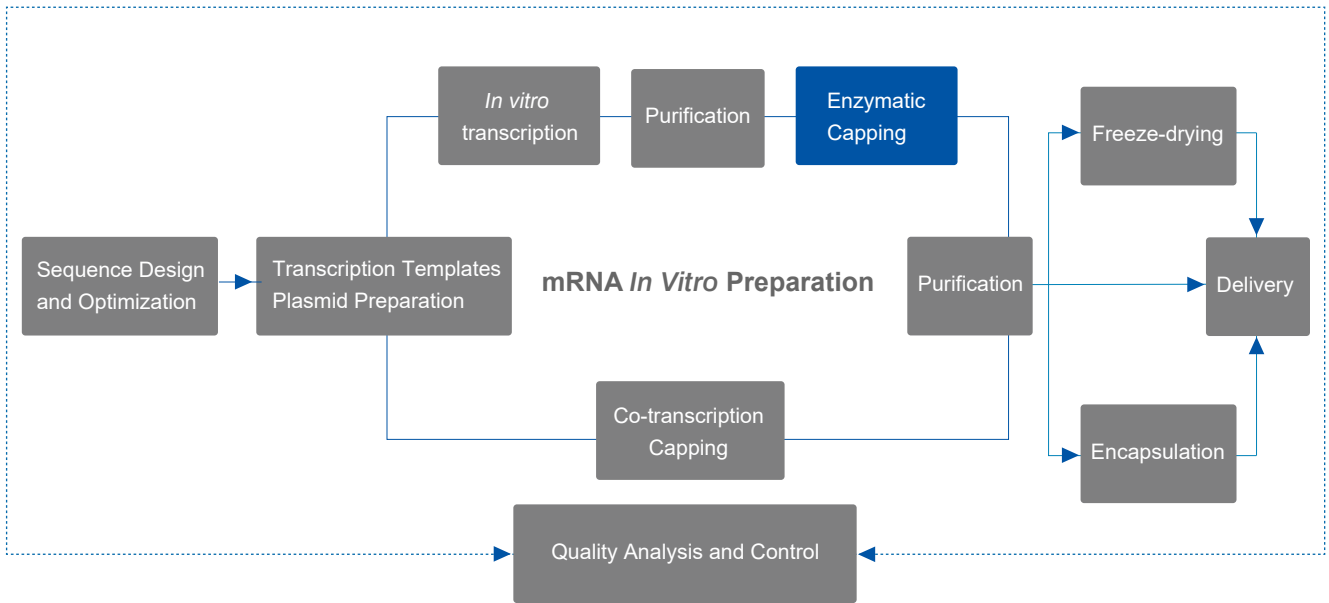 In vitro
transcription
Purification
Enzymatic
Capping
Freeze-drying
Sequence Design
and Optimization
Transcription Templates
Plasmid Preparation
mRNA In Vitro Preparation
Purification
Delivery
Co-transcription
Capping
Encapsulation
Quality Analysis and Control